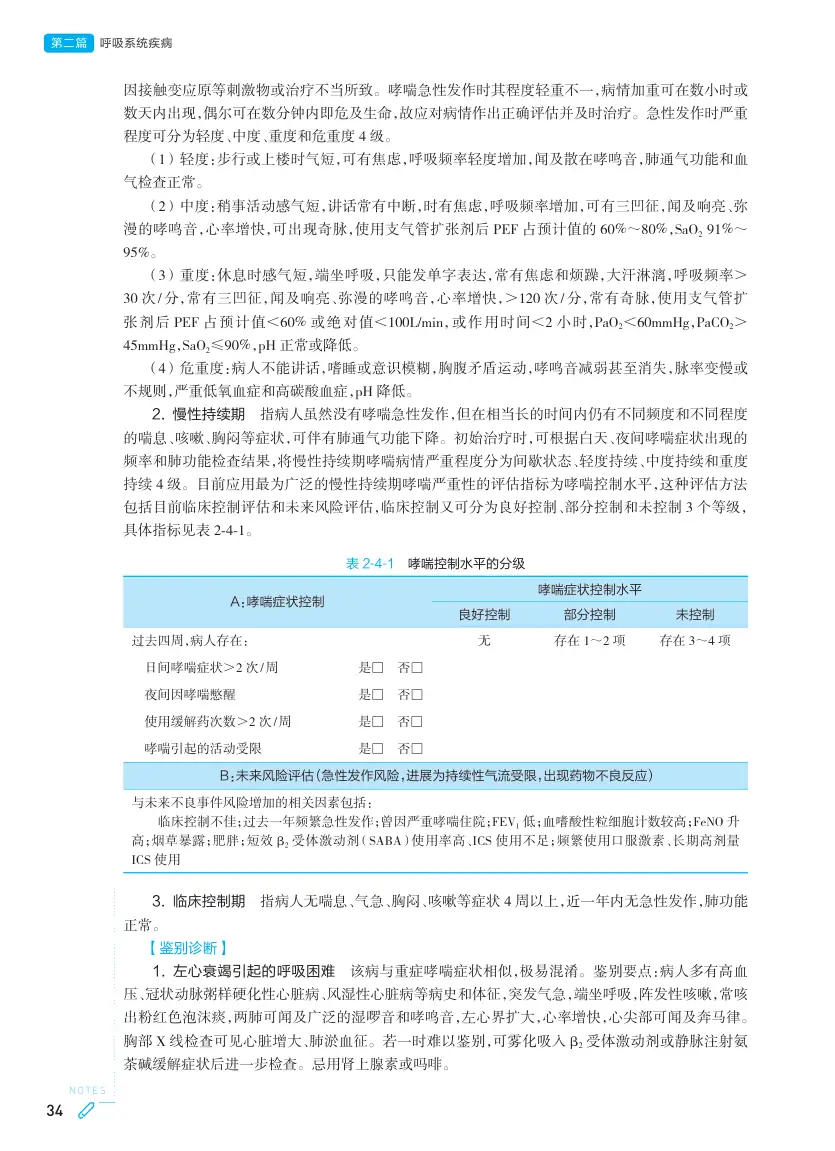 第二篇 呼吸系统疾病
因接触变应原等刺激物或治疗不当所致。哮喘急性发作时其程度轻重不一,病情加重可在数小时或
数天内出现,偶尔可在数分钟内即危及生命,故应对病情作出正确评估并及时治疗。急性发作时严重
程度可分为轻度、中度、重度和危重度 4 级。
(1)轻度:步行或上楼时气短,可有焦虑,呼吸频率轻度增加,闻及散在哮鸣音,肺通气功能和血
气检查正常。
(2)中度:稍事活动感气短,讲话常有中断,时有焦虑,呼吸频率增加,可有三凹征,闻及响亮、弥
漫的哮鸣音,心率增快,可出现奇脉,使用支气管扩张剂后 PEF 占预计值的 60%~80%,SaO₂ 91%~
95%。
(3)重度:休息时感气短,端坐呼吸,只能发单字表达,常有焦虑和烦躁,大汗淋漓,呼吸频率>
30 次/分,常有三凹征,闻及响亮、弥漫的哮鸣音,心率增快,>120 次/分,常有奇脉,使用支气管扩
张剂后 PEF 占预计值<60% 或绝对值<100L/min,或作用时间<2 小时,PaO₂<60mmHg,PaCO₂>
45mmHg,SaO₂≤90%,pH 正常或降低。
(4)危重度:病人不能讲话,嗜睡或意识模糊,胸腹矛盾运动,哮鸣音减弱甚至消失,脉率变慢或
不规则,严重低氧血症和高碳酸血症,pH 降低。
2. 慢性持续期 指病人虽然没有哮喘急性发作,但在相当长的时间内仍有不同频度和不同程度
的喘息、咳嗽、胸闷等症状,可伴有肺通气功能下降。初始治疗时,可根据白天、夜间哮喘症状出现的
频率和肺功能检查结果,将慢性持续期哮喘病情严重程度分为间歇状态、轻度持续、中度持续和重度
持续 4 级。目前应用最为广泛的慢性持续期哮喘严重性的评估指标为哮喘控制水平,这种评估方法
包括目前临床控制评估和未来风险评估,临床控制又可分为良好控制、部分控制和未控制 3 个等级,
具体指标见表 2-4-1。
表 2-4-1 哮喘控制水平的分级
A:哮喘症状控制 哮喘症状控制水平
良好控制 部分控制 未控制
过去四周,病人存在: 无 存在 1~2 项 存在 3~4 项
日间哮喘症状>2 次/周 是□ 否□
夜间因哮喘憋醒 是□ 否□
使用缓解药次数>2 次/周 是□ 否□
哮喘引起的活动受限 是□ 否□
B:未来风险评估(急性发作风险,进展为持续性气流受限,出现药物不良反应)
与未来不良事件风险增加的相关因素包括:
临床控制不佳;过去一年频繁急性发作;曾因严重哮喘住院;FEV₁ 低;血嗜酸性粒细胞计数较高;FeNO 升
高;烟草暴露;肥胖;短效 β₂ 受体激动剂(SABA)使用率高、ICS 使用不足;频繁使用口服激素、长期高剂量
ICS 使用
3. 临床控制期 指病人无喘息、气急、胸闷、咳嗽等症状 4 周以上,近一年内无急性发作,肺功能
正常。
【鉴别诊断】
1. 左心衰竭引起的呼吸困难 该病与重症哮喘症状相似,极易混淆。鉴别要点:病人多有高血
压、冠状动脉粥样硬化性心脏病、风湿性心脏病等病史和体征,突发气急,端坐呼吸,阵发性咳嗽,常咳
出粉红色泡沫痰,两肺可闻及广泛的湿啰音和哮鸣音,左心界扩大,心率增快,心尖部可闻及奔马律。
胸部 X 线检查可见心脏增大、肺淤血征。若一时难以鉴别,可雾化吸入 β₂ 受体激动剂或静脉注射氨
茶碱缓解症状后进一步检查。忌用肾上腺素或吗啡。
NOTES
34